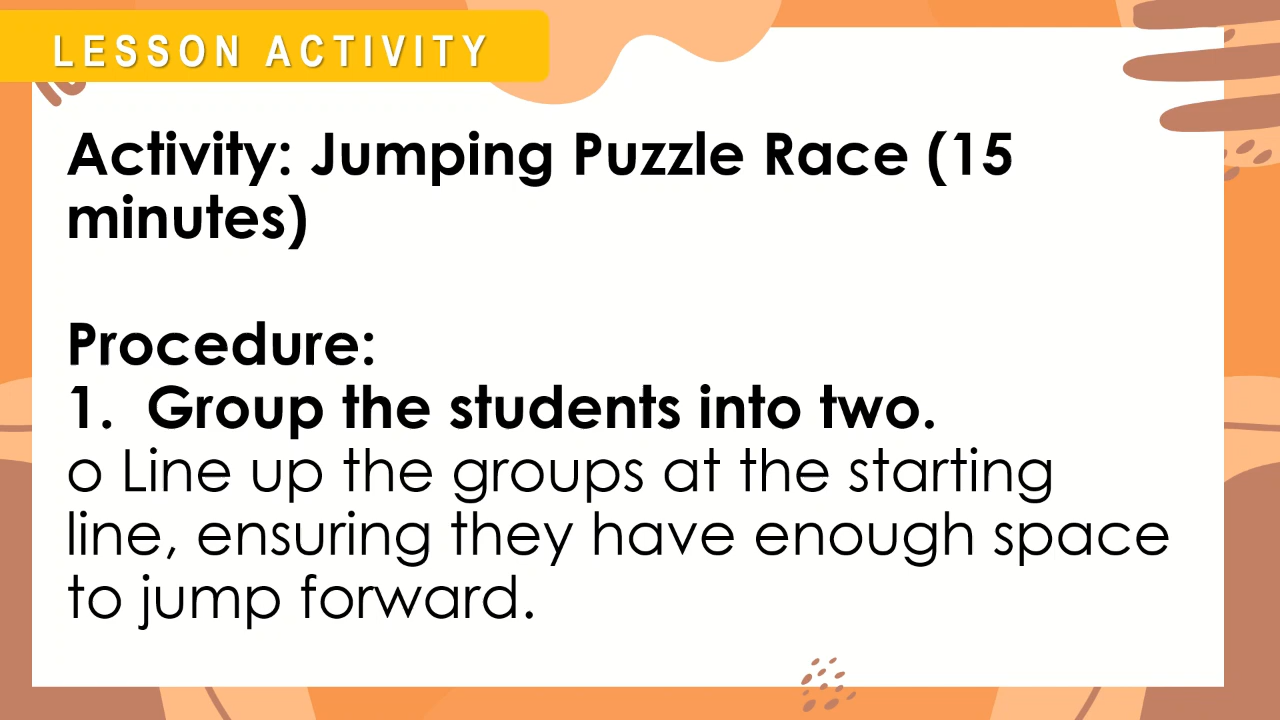 LESSON ACTIVITY
Activity: Jumping Puzzle Race (15
minutes)
Procedure:
1. Group the students into two.
o Line up the groups at the starting
line, ensuring they have enough space
to jump forward.